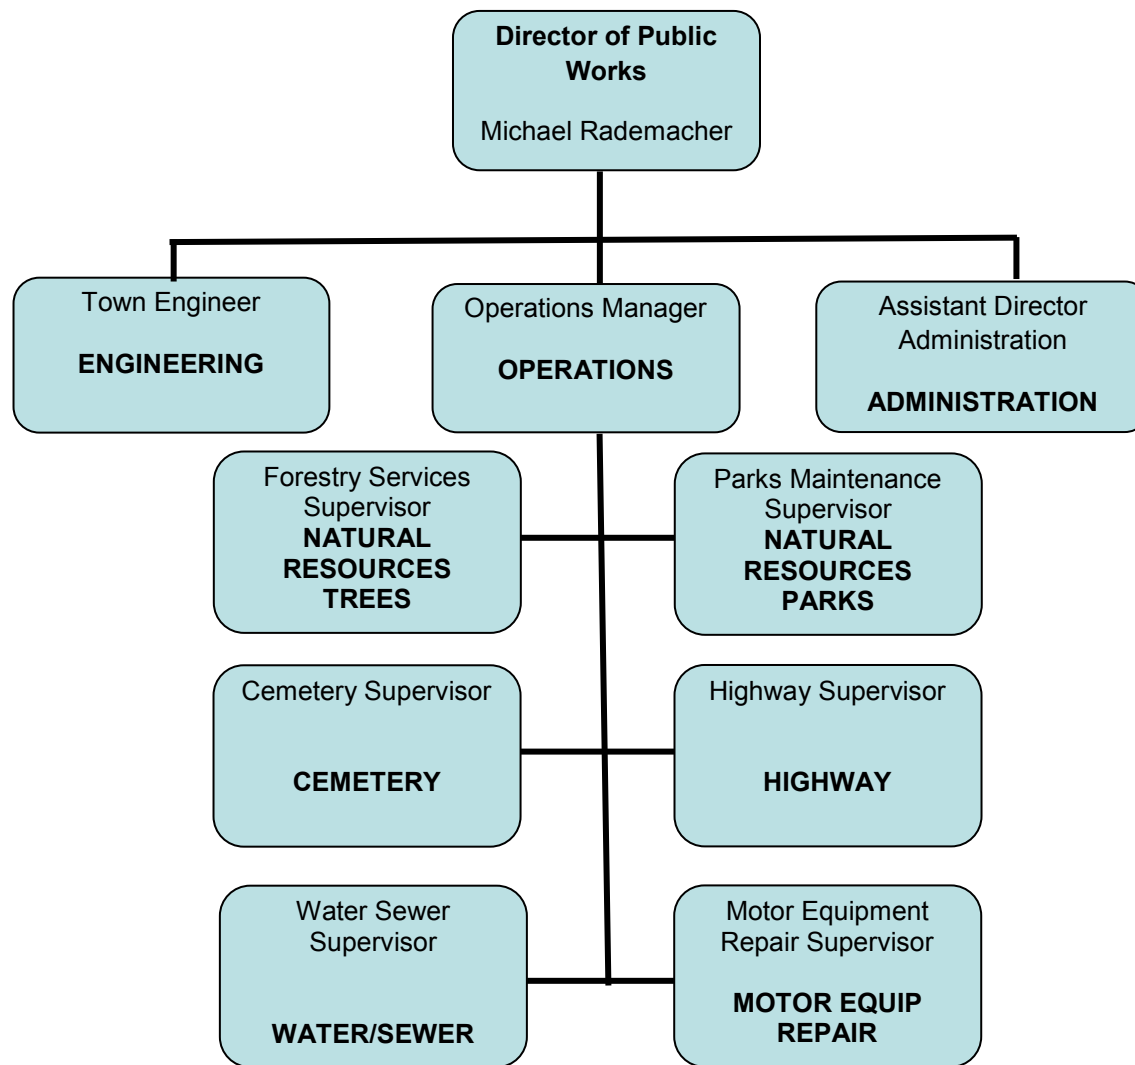 Director of Public
Works
Michael Rademacher
Town Engineer
ENGINEERING
Operations Manager
OPERATIONS
Assistant Director
Administration
ADMINISTRATION
Forestry Services
Supervisor
NATURAL
RESOURCES
TREES
Parks Maintenance
Supervisor
NATURAL
RESOURCES
PARKS
Cemetery Supervisor
CEMETERY
Highway Supervisor
HIGHWAY
Water Sewer
Supervisor
WATER/SEWER
Motor Equipment
Repair Supervisor
MOTOR EQUIP
REPAIR